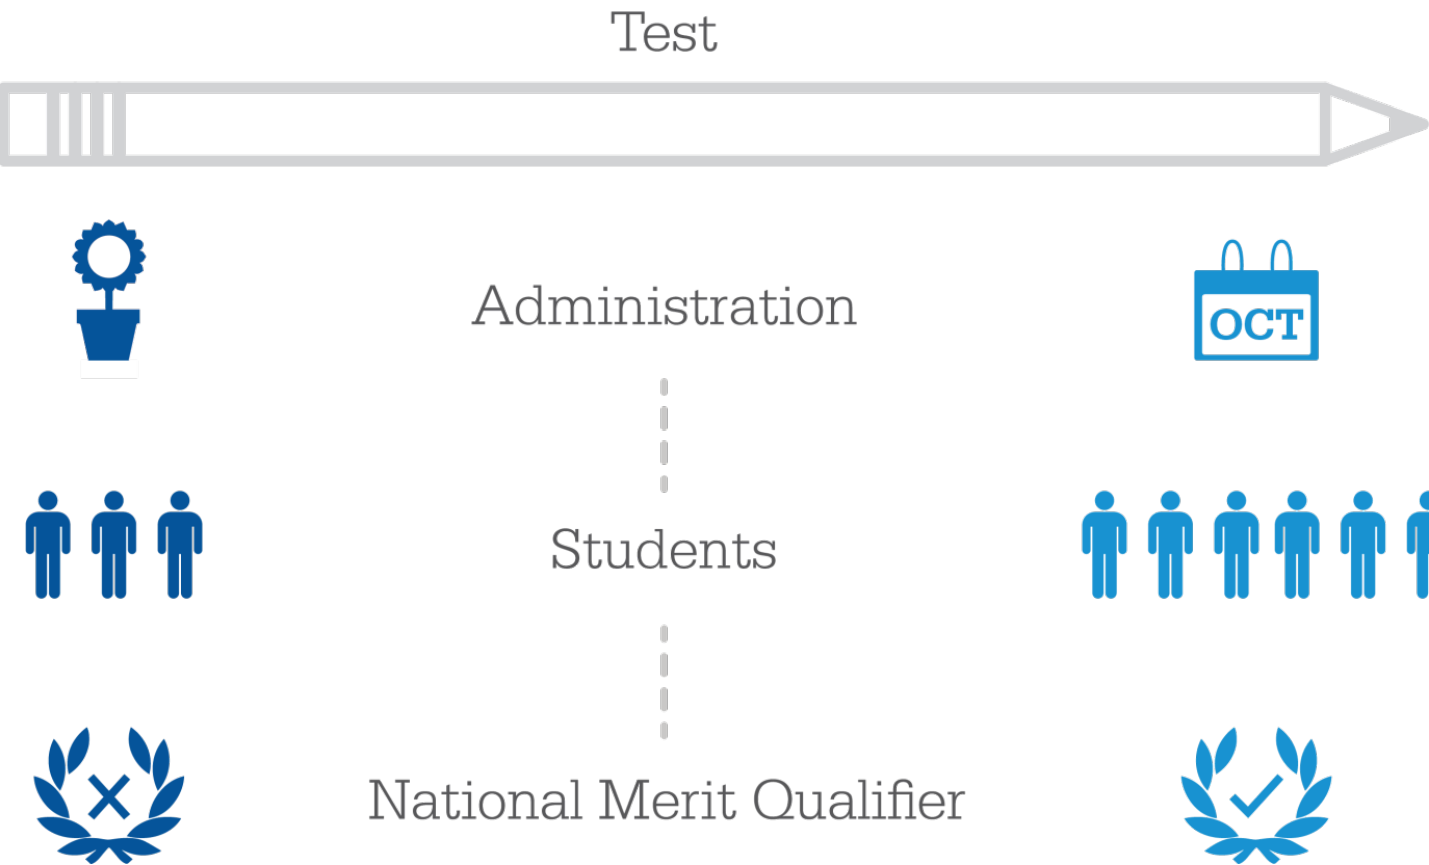 Test
Administration
OCT
Students
National Merit Qualifier